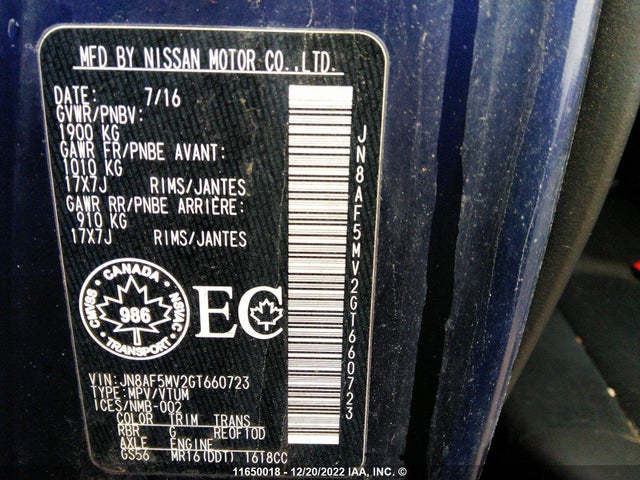 MFD BY NISSAN MOTOR CO.,LTD.
DATE: 7/16
GVWR/PNBV:
1900 KG
GAWR FR/PNBE AVANT:
1010 KG
17X7J RIMS/JANTES
GAWR RR/PNBE ARRIÈRE:
910 KG
17X7J RIMS/JANTES
CANADA
CMVSS 986 NSVAC
TRANSPORT
EC
VIN:JN8AF5MV2GT660723
TYPE:MPV/VTUM
ICES/NMB-002
COLOR TRIM TRANS
RBR G RE0F10D
AXLE ENGINE
GS56 MR16(DDT) 1618CC
JN8AF5MV2GT660723
11650018 - 12/20/2022 IAA, INC. ©